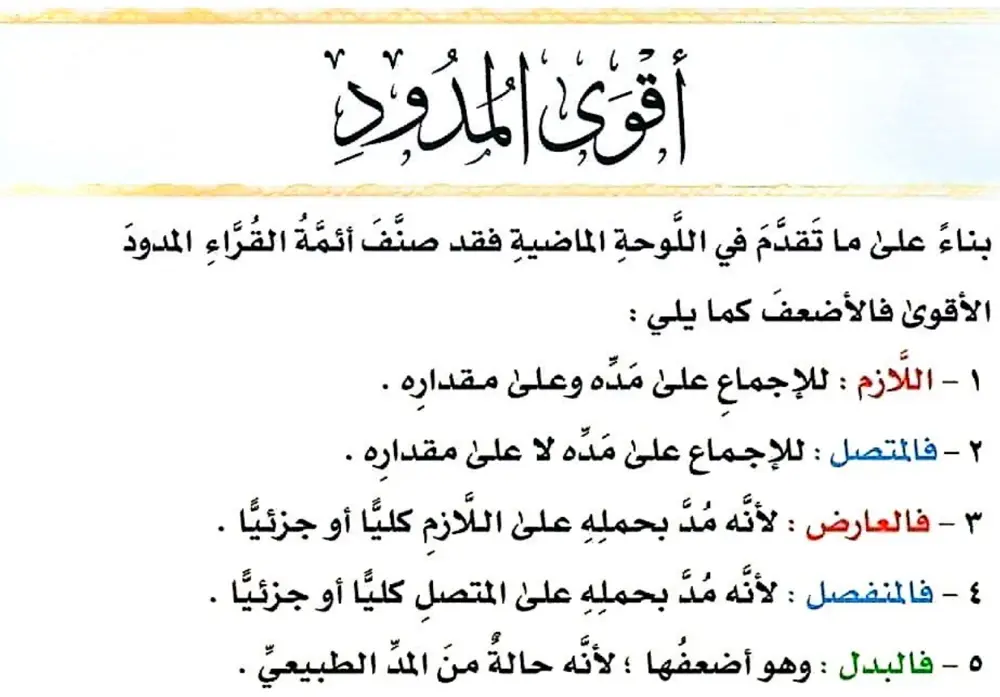 أَقْوَى المُدُودِ
بناءً علىٰ ما تَقدَّمَ في اللَّوحةِ الماضيةِ فقد صنَّفَ أئمَّةُ القُرَّاءِ المدودَ
الأقوىٰ فالأضعفَ كما يلي :
١ – اللَّازم : للإجماعِ علىٰ مَدِّه وعلىٰ مقدارِه .
٢ – فالمتصل : للإجماع علىٰ مَدِّه لا علىٰ مقدارِه .
٣ – فالعارض : لأنَّه مُدَّ بحملِهِ علىٰ اللَّازمِ كليًّا أو جزئيًّا .
٤ – فالمنفصل : لأنَّه مُدَّ بحملِهِ علىٰ المتصلِ كليًّا أو جزئيًّا .
٥ – فالبدل : وهو أضعفُها ؛ لأنَّه حالةٌ منَ المدِّ الطبيعيِّ .